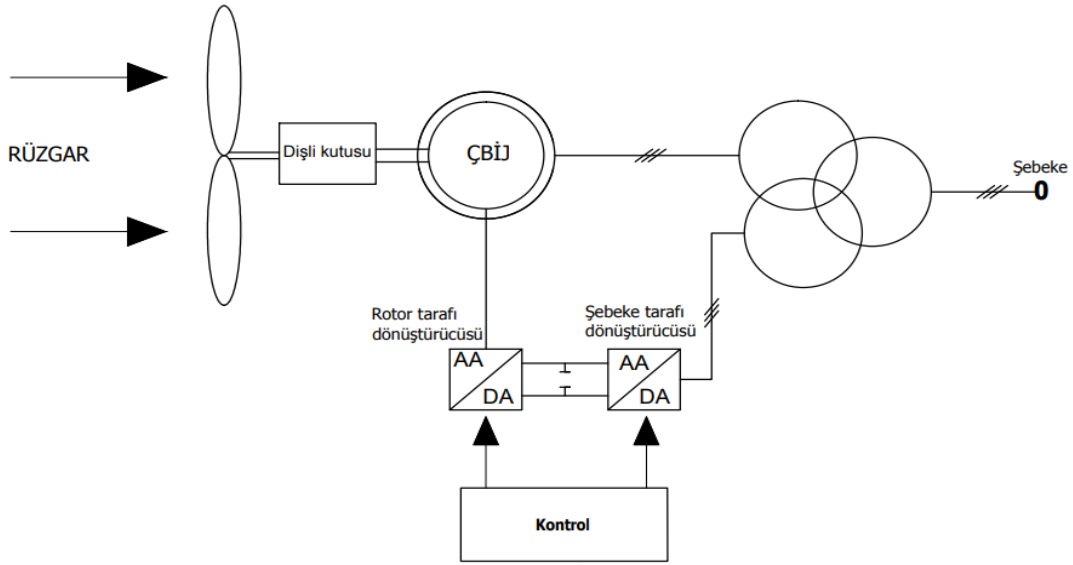 RÜZGAR
Dişli kutusu
ÇBİJ
Şebeke
0
Rotor tarafı
dönüştürücüsü
Şebeke tarafı
dönüştürücüsü
AA
DA
AA
DA
Kontrol